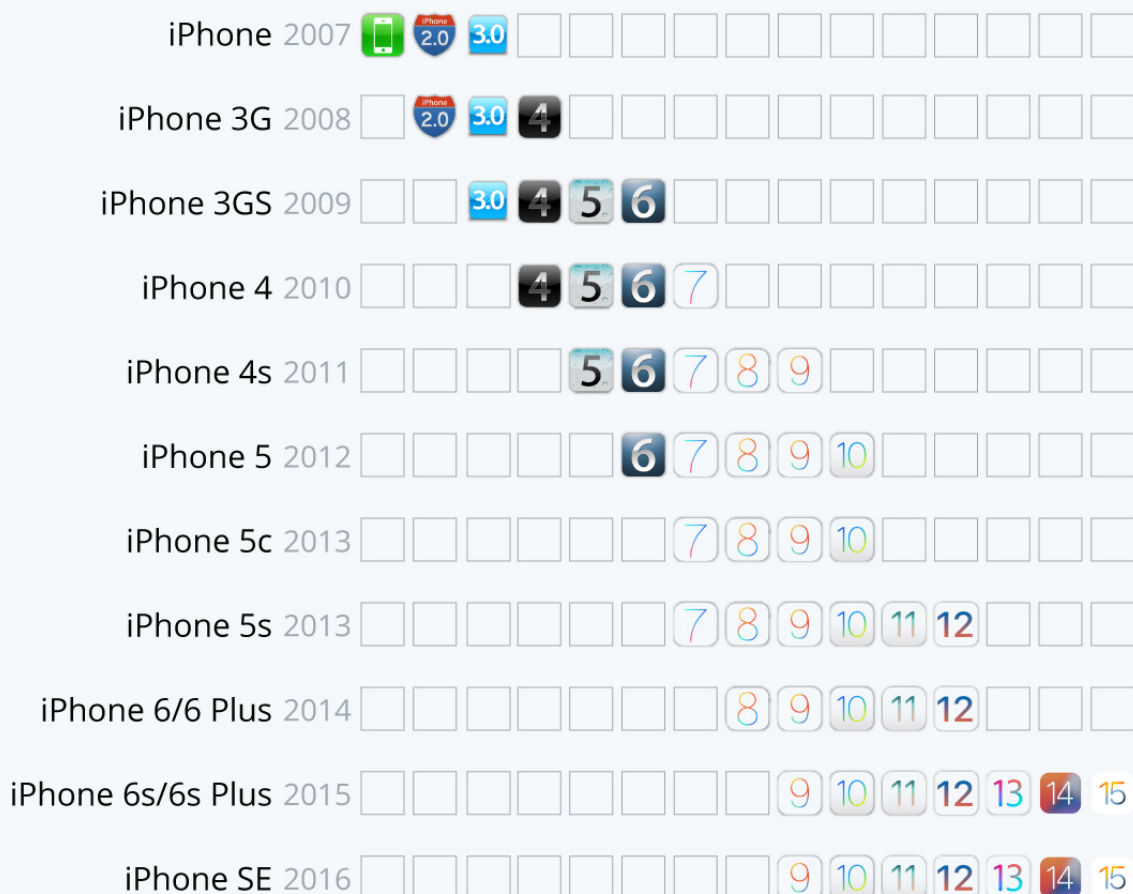 iPhone 2007 iPhone 2.0 3.0
iPhone 3G 2008 iPhone 2.0 3.0 4
iPhone 3GS 2009 3.0 4 5 6
iPhone 4 2010 4 5 6 7
iPhone 4s 2011 5 6 7 8 9
iPhone 5 2012 6 7 8 9 10
iPhone 5c 2013 7 8 9 10
iPhone 5s 2013 7 8 9 10 11 12
iPhone 6/6 Plus 2014 8 9 10 11 12
iPhone 6s/6s Plus 2015 9 10 11 12 13 14 15
iPhone SE 2016 9 10 11 12 13 14 15